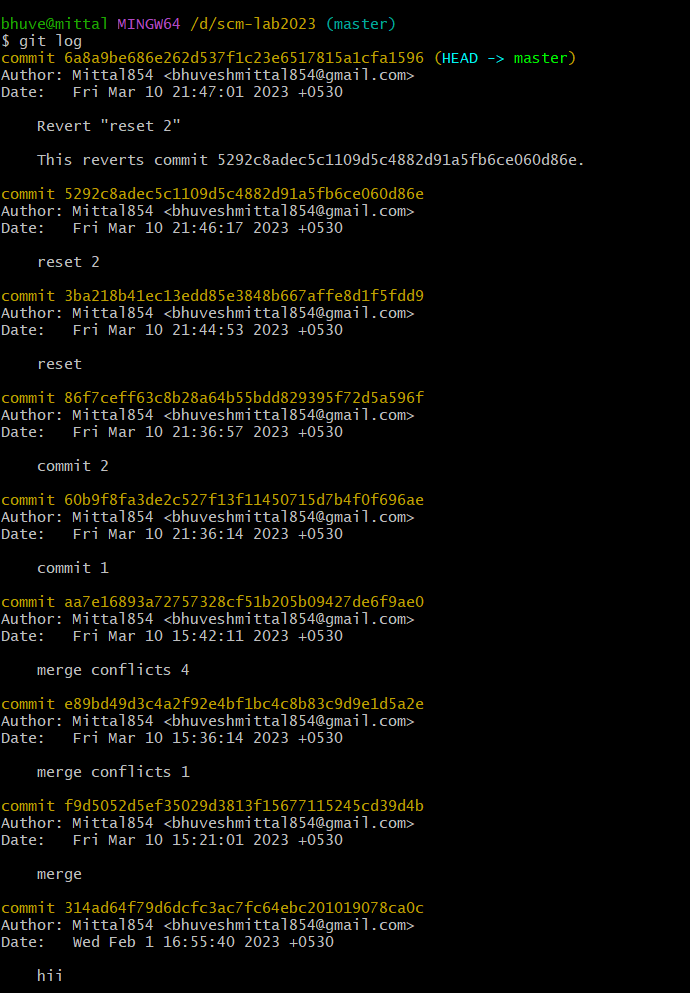 bhuve@mittal MINGW64 /d/scm-lab2023 (master)
$ git log
commit 6a8a9be686e262d537f1c23e6517815a1cfa1596 (HEAD -> master)
Author: Mittal854 <bhuveshmittal854@gmail.com>
Date:   Fri Mar 10 21:47:01 2023 +0530
    Revert "reset 2"
    This reverts commit 5292c8adec5c1109d5c4882d91a5fb6ce060d86e.
commit 5292c8adec5c1109d5c4882d91a5fb6ce060d86e
Author: Mittal854 <bhuveshmittal854@gmail.com>
Date:   Fri Mar 10 21:46:17 2023 +0530
    reset 2
commit 3ba218b41ec13edd85e3848b667affe8d1f5fdd9
Author: Mittal854 <bhuveshmittal854@gmail.com>
Date:   Fri Mar 10 21:44:53 2023 +0530
    reset
commit 86f7ceff63c8b28a64b55bdd829395f72d5a596f
Author: Mittal854 <bhuveshmittal854@gmail.com>
Date:   Fri Mar 10 21:36:57 2023 +0530
    commit 2
commit 60b9f8fa3de2c527f13f11450715d7b4f0f696ae
Author: Mittal854 <bhuveshmittal854@gmail.com>
Date:   Fri Mar 10 21:36:14 2023 +0530
    commit 1
commit aa7e16893a72757328cf51b205b09427de6f9ae0
Author: Mittal854 <bhuveshmittal854@gmail.com>
Date:   Fri Mar 10 15:42:11 2023 +0530
    merge conflicts 4
commit e89bd49d3c4a2f92e4bf1bc4c8b83c9d9e1d5a2e
Author: Mittal854 <bhuveshmittal854@gmail.com>
Date:   Fri Mar 10 15:36:14 2023 +0530
    merge conflicts 1
commit f9d5052d5ef35029d3813f15677115245cd39d4b
Author: Mittal854 <bhuveshmittal854@gmail.com>
Date:   Fri Mar 10 15:21:01 2023 +0530
    merge
commit 314ad64f79d6dcfc3ac7fc64ebc201019078ca0c
Author: Mittal854 <bhuveshmittal854@gmail.com>
Date:   Wed Feb 1 16:55:40 2023 +0530
    hii